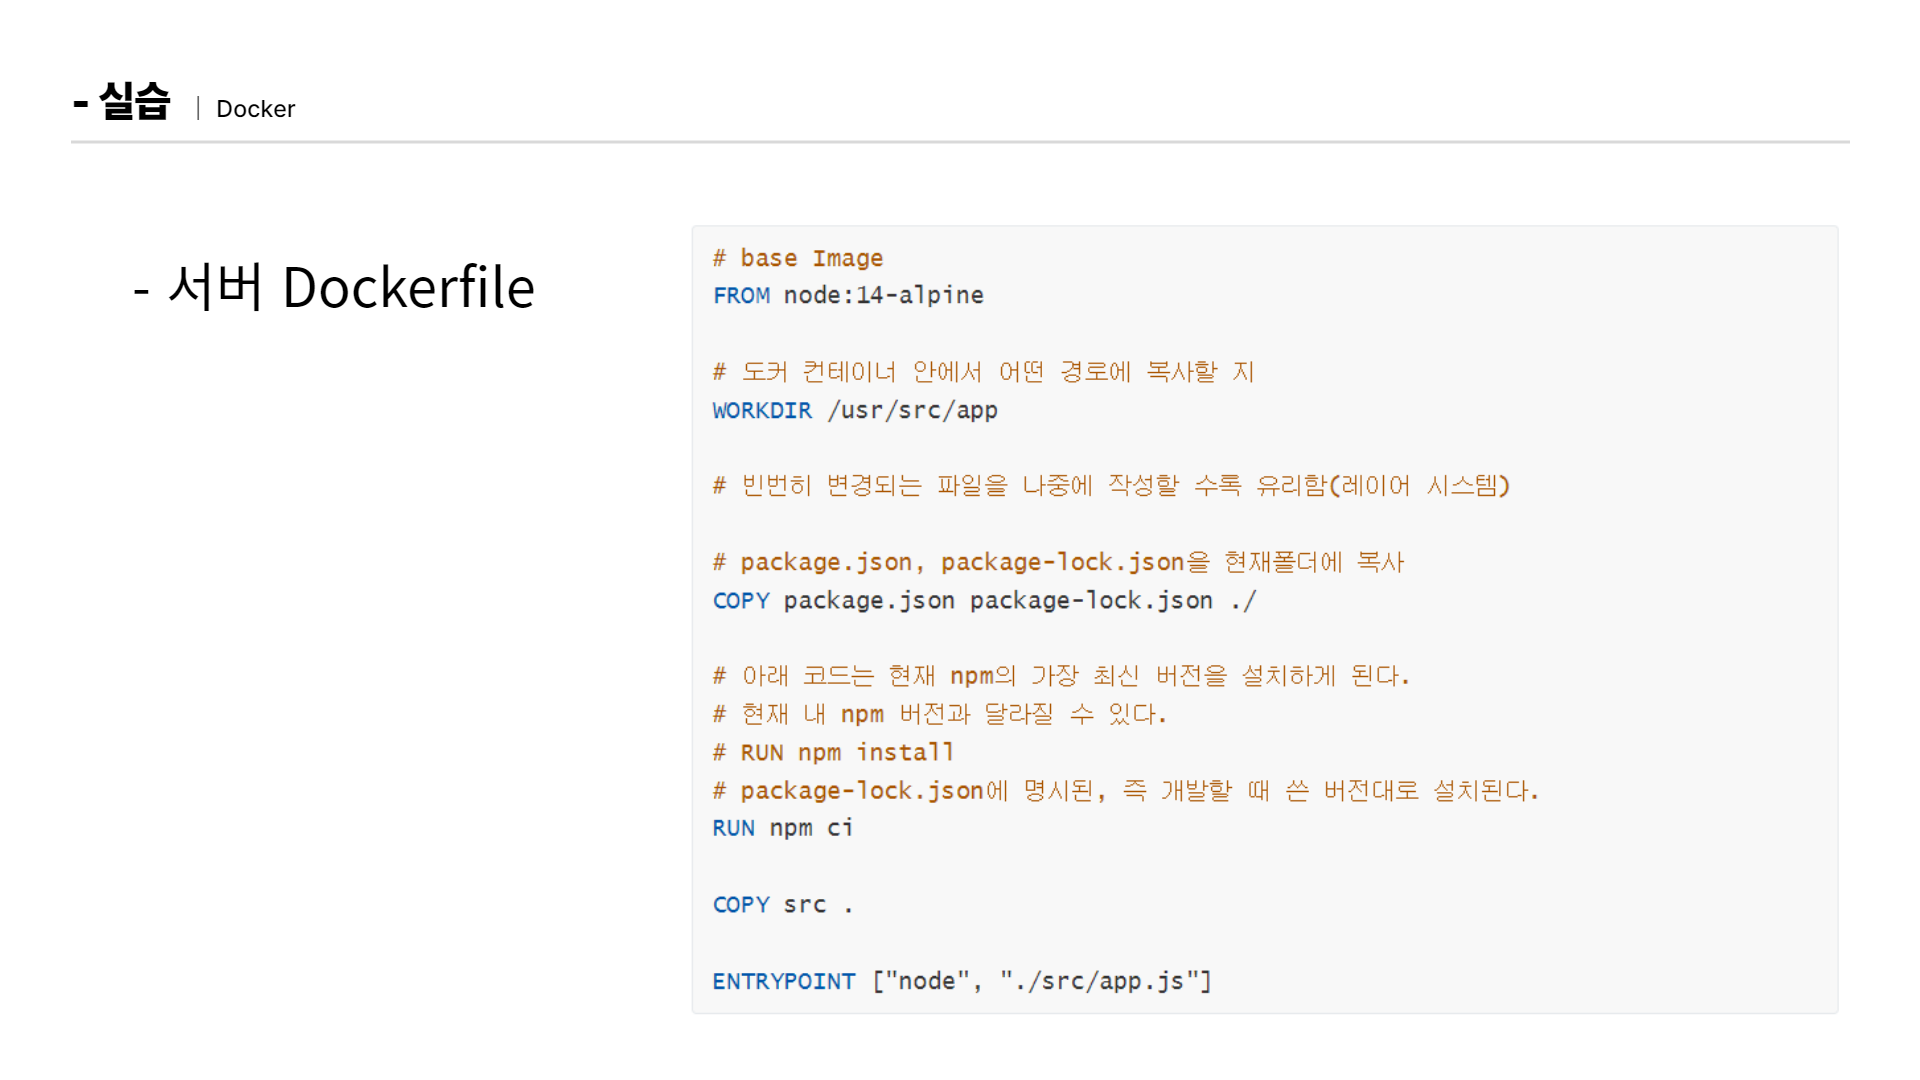 - 실습 | Docker
- 서버 Dockerfile
# base Image
FROM node:14-alpine
# 도커 컨테이너 안에서 어떤 경로에 복사할 지
WORKDIR /usr/src/app
# 빈번히 변경되는 파일을 나중에 작성할 수록 유리함(레이어 시스템)
# package.json, package-lock.json을 현재폴더에 복사
COPY package.json package-lock.json ./
# 아래 코드는 현재 npm의 가장 최신 버전을 설치하게 된다.
# 현재 내 npm 버전과 달라질 수 있다.
# RUN npm install
# package-lock.json에 명시된, 즉 개발할 때 쓴 버전대로 설치된다.
RUN npm ci
COPY src .
ENTRYPOINT ["node", "./src/app.js"]